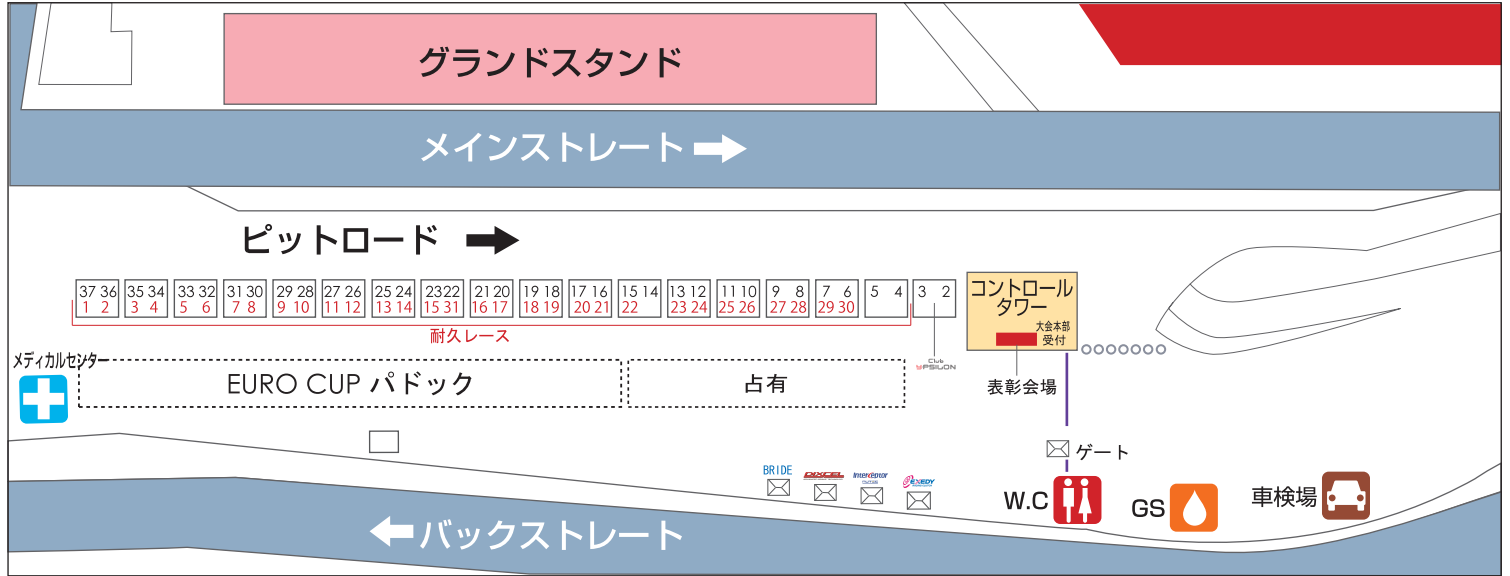 グランドスタンド
メインストレート
ピットロード
37 36 35 34 33 32 31 30 29 28 27 26 25 24 23 22 21 20 19 18 17 16 15 14 13 12 11 10 9 8 7 6 5 4 3 2
1 2 3 4 5 6 7 8 9 10 11 12 13 14 15 31 16 17 18 19 20 21 22 23 24 25 26 27 28 29 30
耐久レース
コントロール
タワー
大会本部
受付
表彰会場
Club
YPSILON
メディカルセンター
EURO CUP パドック
占有
ゲート
BRIDE
DIXCEL
Interceptor
EXEDY
W.C
GS
車検場
バックストレート